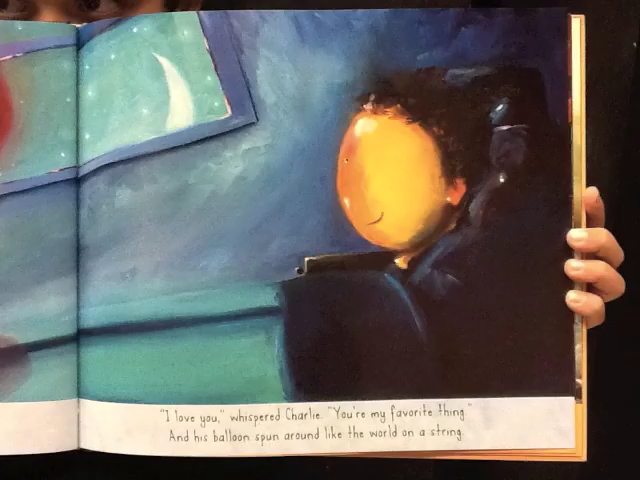 "I love you," whispered Charlie. "You're my favorite thing."
And his balloon spun around like the world on a string.